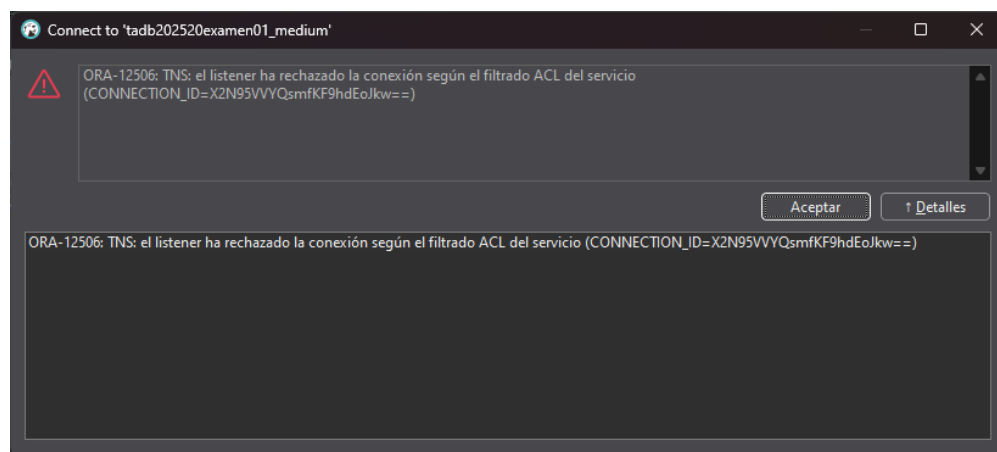 Connect to 'tadb202520examen01_medium'
ORA-12506: TNS: el listener ha rechazado la conexión según el filtrado ACL del servicio
(CONNECTION_ID=X2N95VVYQsmfKF9hdEoJkw==)
Aceptar
↑ Detalles
ORA-12506: TNS: el listener ha rechazado la conexión según el filtrado ACL del servicio (CONNECTION_ID=X2N95VVYQsmfKF9hdEoJkw==)